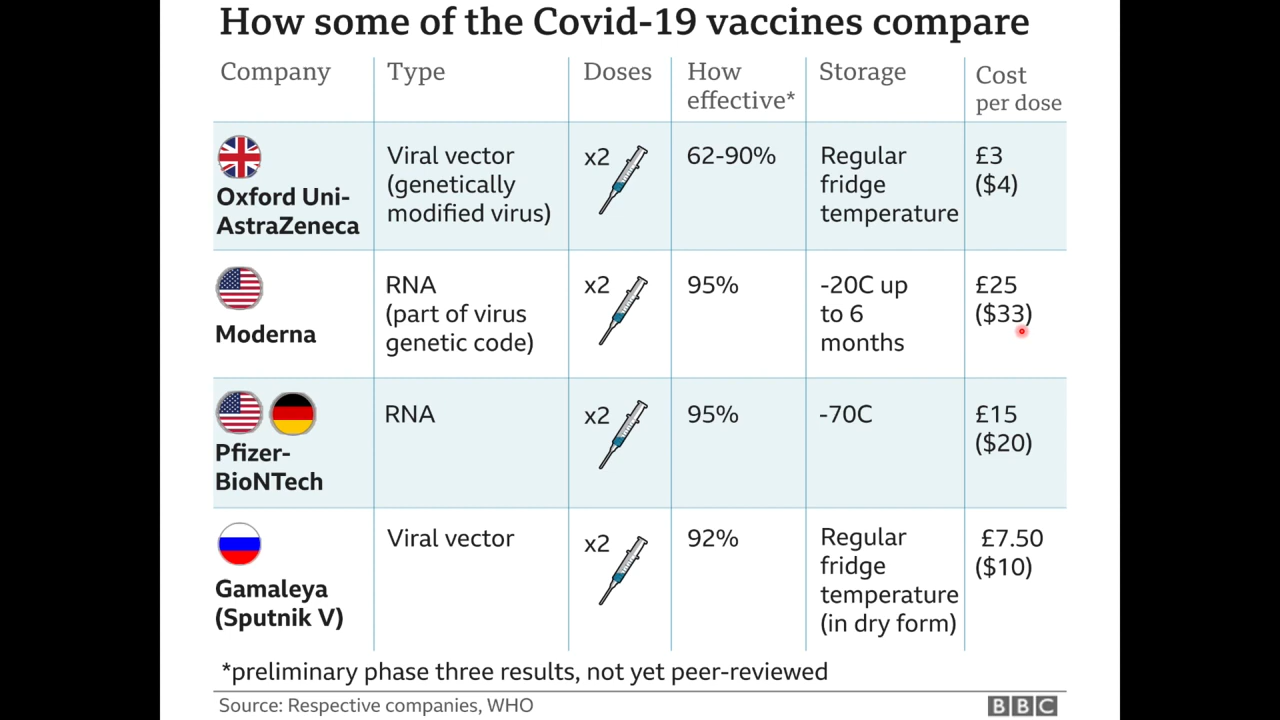 How some of the Covid-19 vaccines compare
Company
Type
Doses
How
effective*
Storage
Cost
per dose
Oxford Uni-
AstraZeneca
Viral vector
(genetically
modified virus)
x2
62-90%
Regular
fridge
temperature
£3
($4)
Moderna
RNA
(part of virus
genetic code)
x2
95%
-20C up
to 6
months
£25
($33)
Pfizer-
BioNTech
RNA
x2
95%
-70C
£15
($20)
Gamaleya
(Sputnik V)
Viral vector
x2
92%
Regular
fridge
temperature
(in dry form)
£7.50
($10)
*preliminary phase three results, not yet peer-reviewed
Source: Respective companies, WHO
BBC